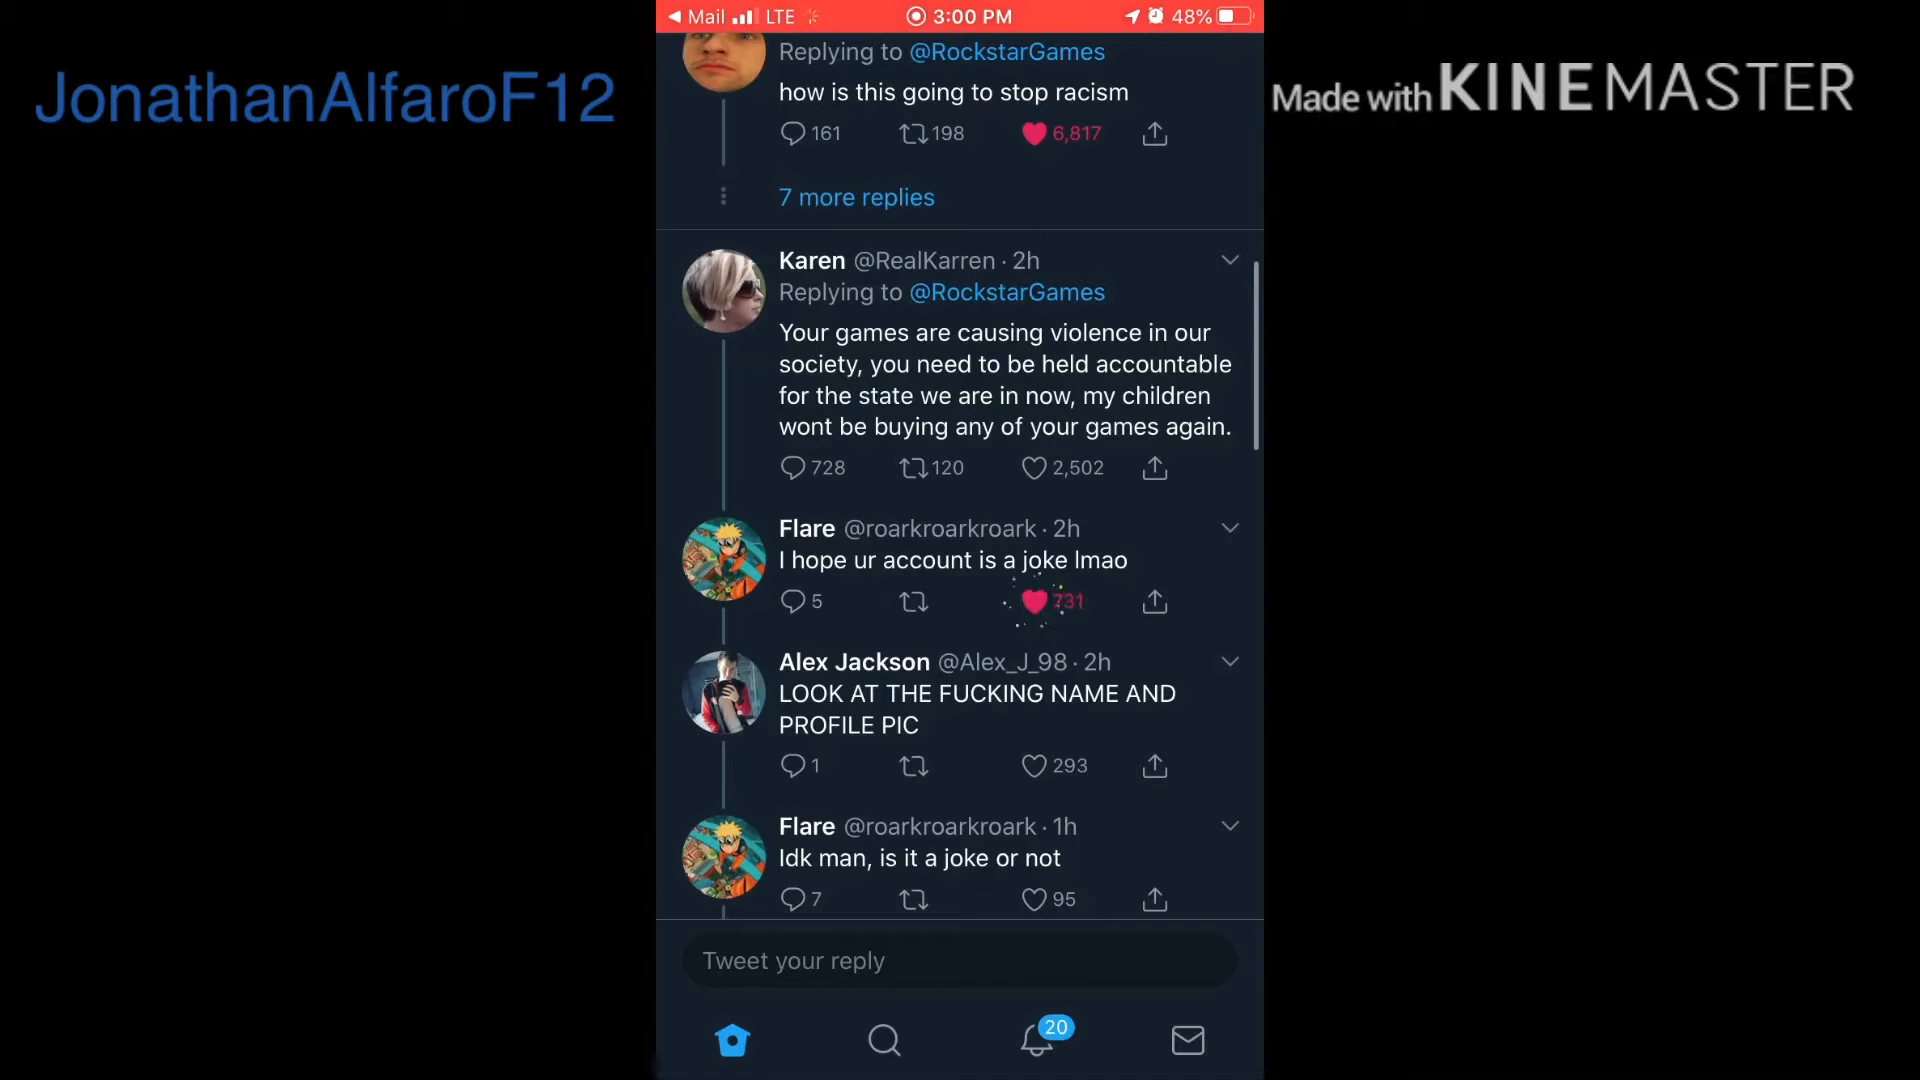 JonathanAlfaroF12
Made with KINEMASTER
Mail LTE 3:00 PM 48%
Replying to @RockstarGames
how is this going to stop racism
161 198 6,817
7 more replies
Karen @RealKarren · 2h
Replying to @RockstarGames
Your games are causing violence in our
society, you need to be held accountable
for the state we are in now, my children
wont be buying any of your games again.
728 120 2,502
Flare @roarkroarkroark · 2h
I hope ur account is a joke lmao
5 731
Alex Jackson @Alex_J_98 · 2h
LOOK AT THE FUCKING NAME AND
PROFILE PIC
1 293
Flare @roarkroarkroark · 1h
Idk man, is it a joke or not
7 95
Tweet your reply
20